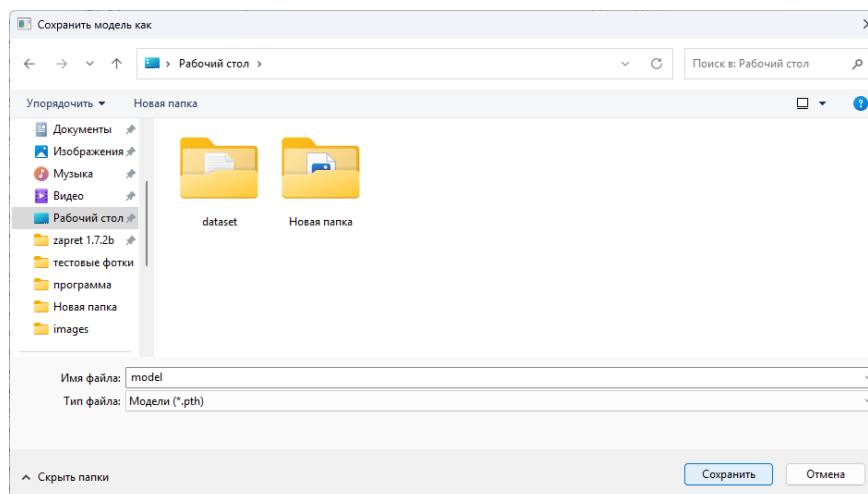 Сохранить модель как
Рабочий стол
Поиск в: Рабочий стол
Упорядочить
Новая папка
Документы
Изображения
Музыка
Видео
Рабочий стол
zapret 1.7.2b
тестовые фотки
программа
Новая папка
images
dataset
Новая папка
Имя файла: model
Тип файла: Модели (*.pth)
Скрыть папки
Сохранить
Отмена